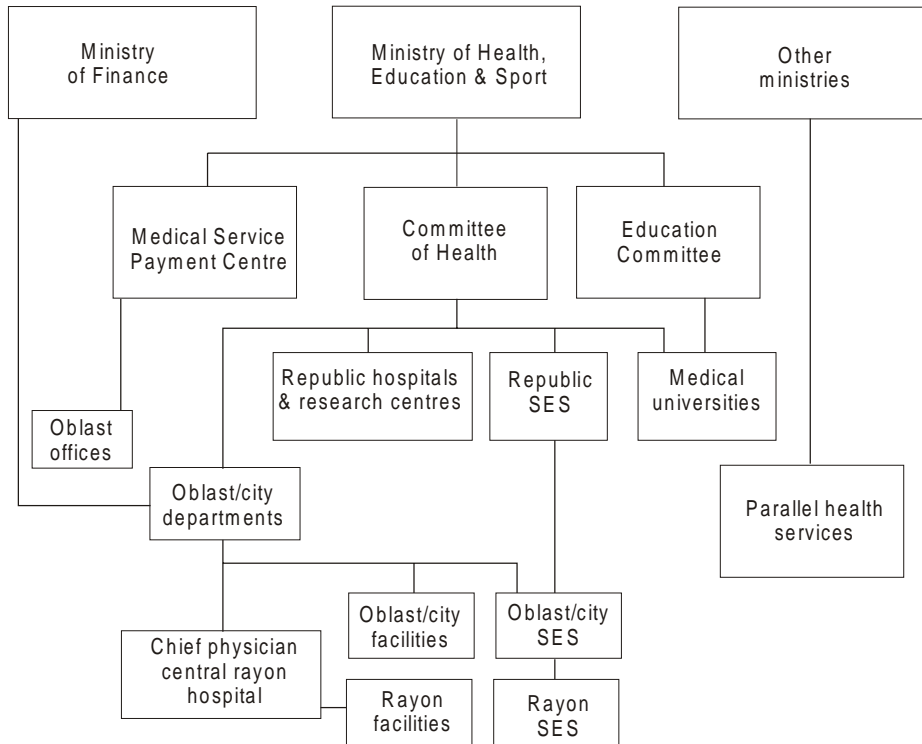 Ministry
of Finance
Ministry of Health,
Education & Sport
Other
ministries
Medical Service
Payment Centre
Committee
of Health
Education
Committee
Republic hospitals
& research centres
Republic
SES
Medical
universities
Oblast
offices
Oblast/city
departments
Parallel health
services
Oblast/city
facilities
Oblast/city
SES
Chief physician
central rayon
hospital
Rayon
facilities
Rayon
SES